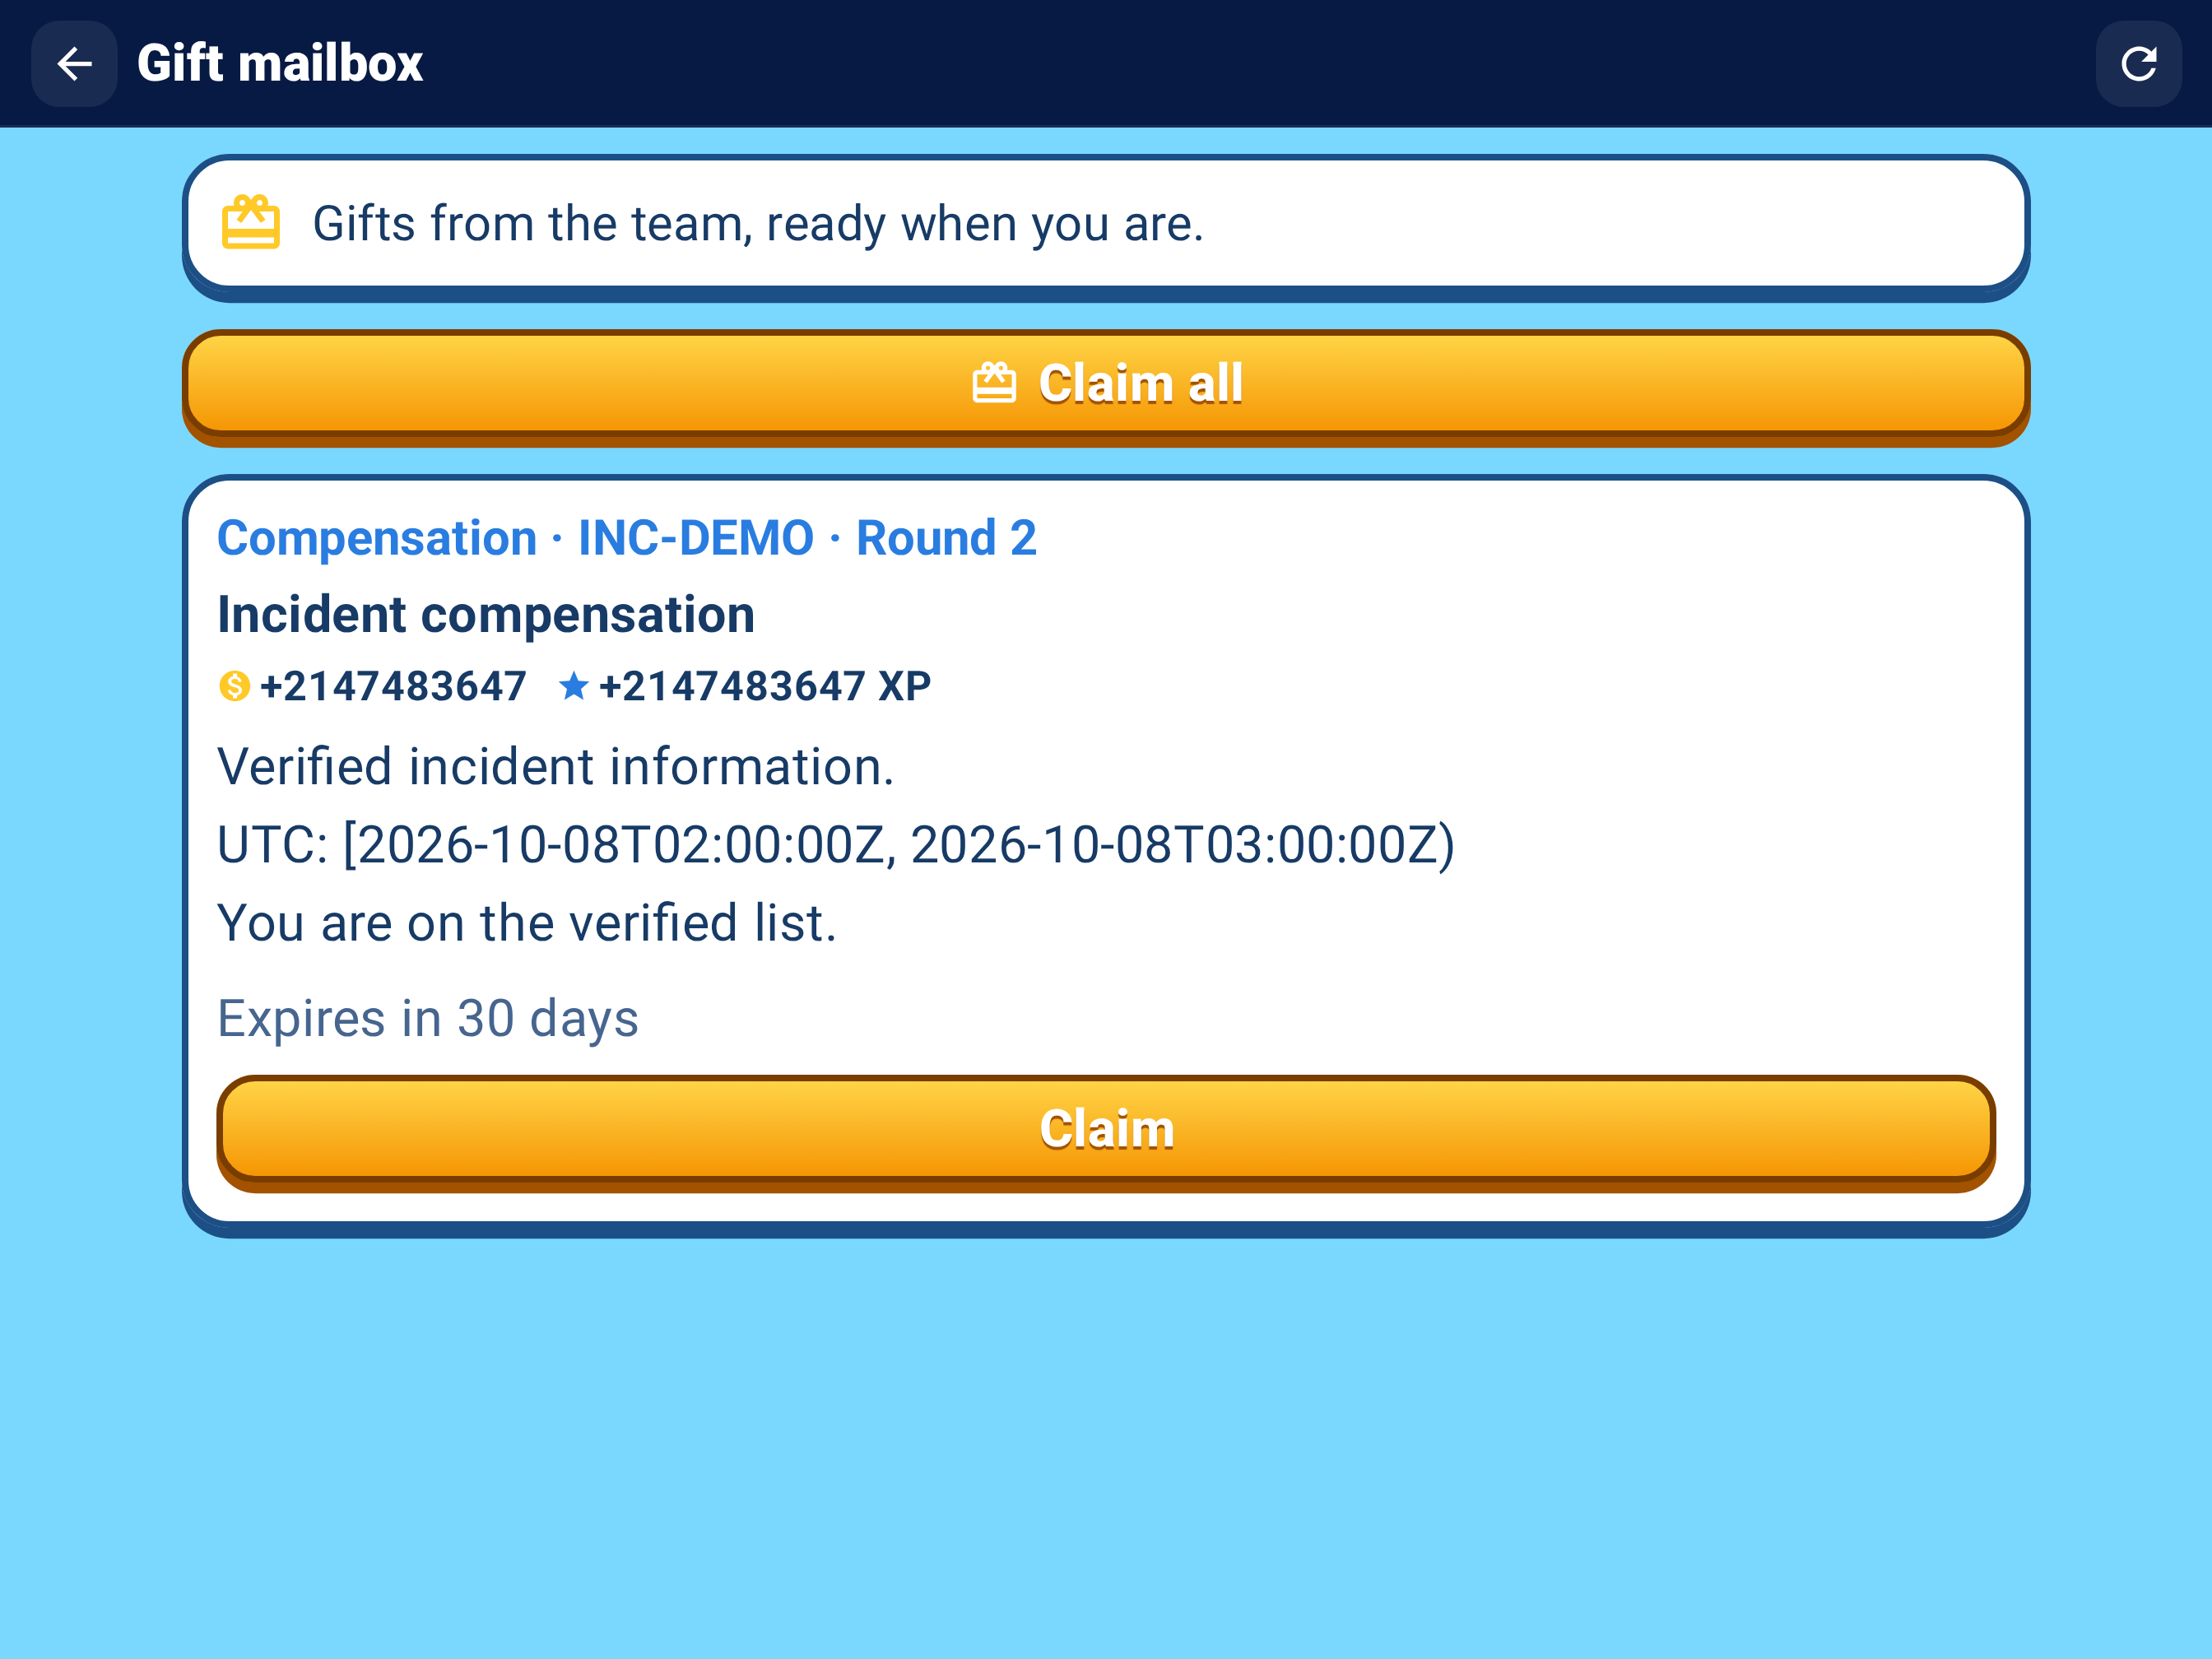 Gift mailbox
Gifts from the team, ready when you are.
Claim all
Compensation · INC-DEMO · Round 2
Incident compensation
+2147483647 +2147483647 XP
Verified incident information.
UTC: [2026-10-08T02:00:00Z, 2026-10-08T03:00:00Z)
You are on the verified list.
Expires in 30 days
Claim